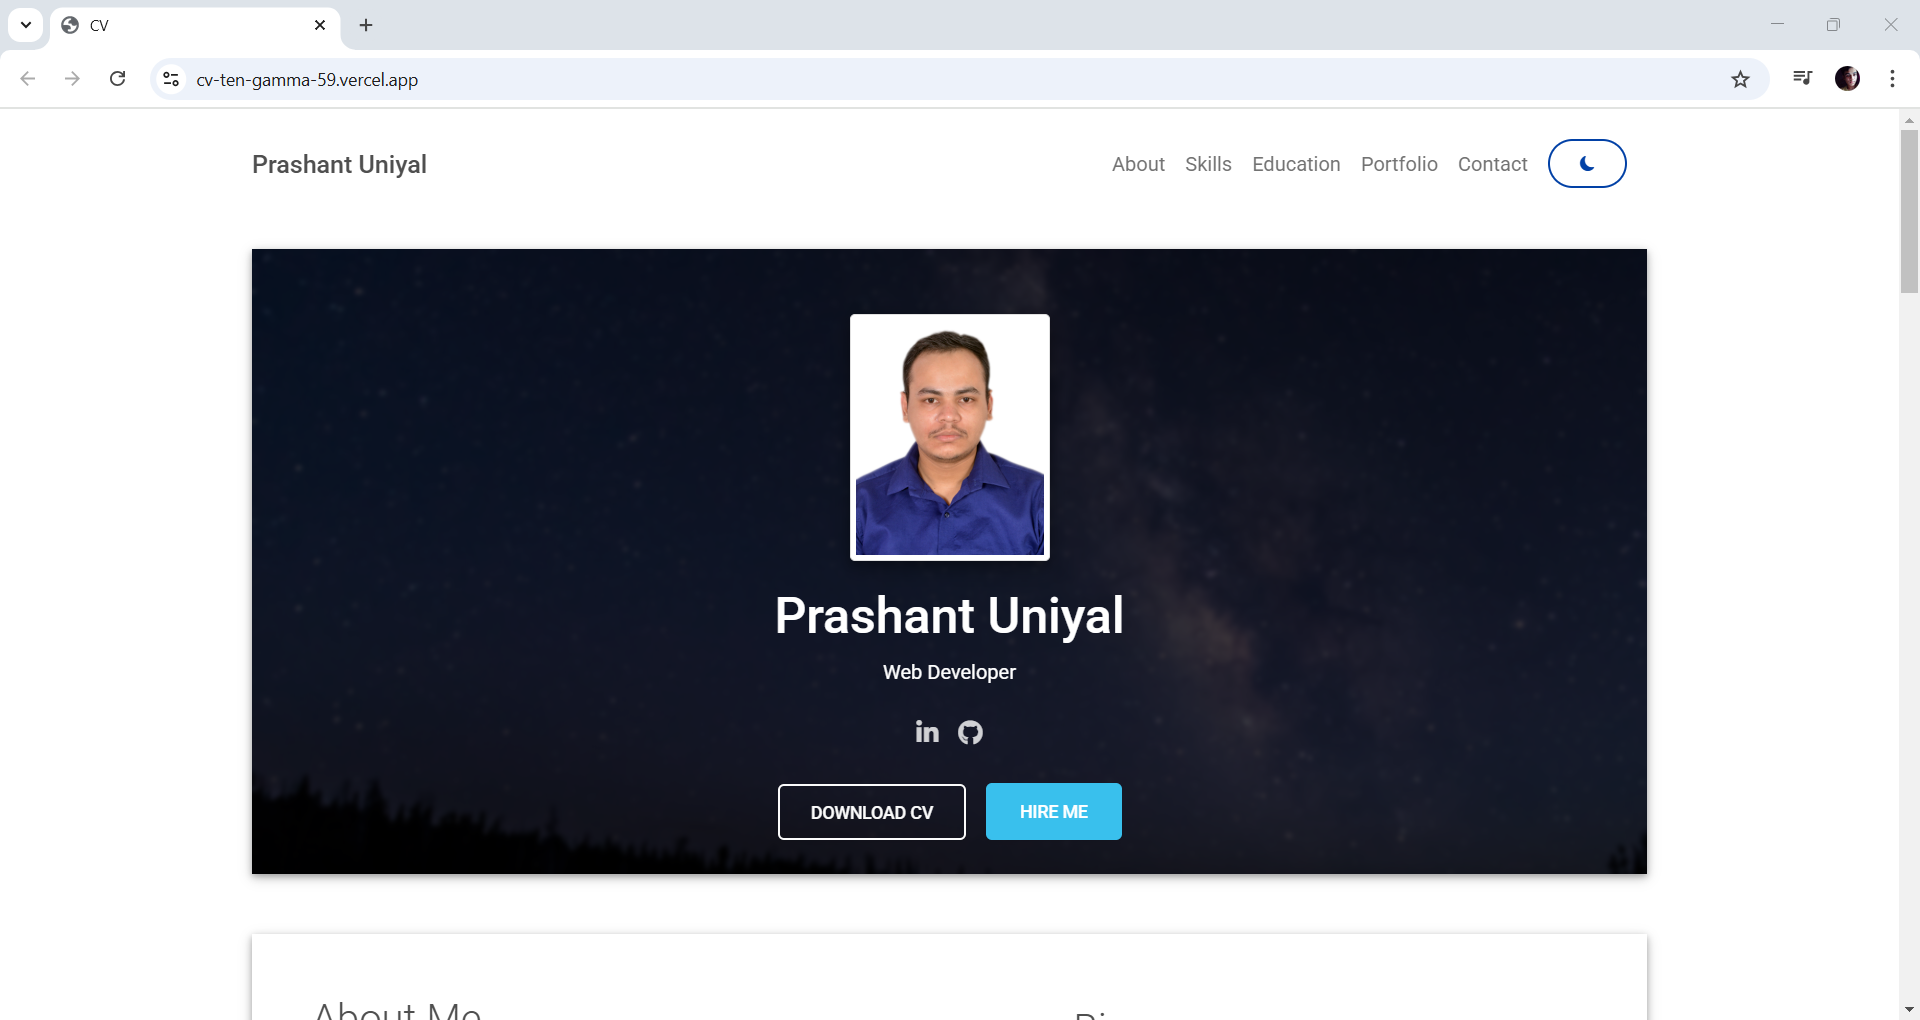 CV
cv-ten-gamma-59.vercel.app
Prashant Uniyal
About Skills Education Portfolio Contact
Prashant Uniyal
Web Developer
in
DOWNLOAD CV HIRE ME
About Me